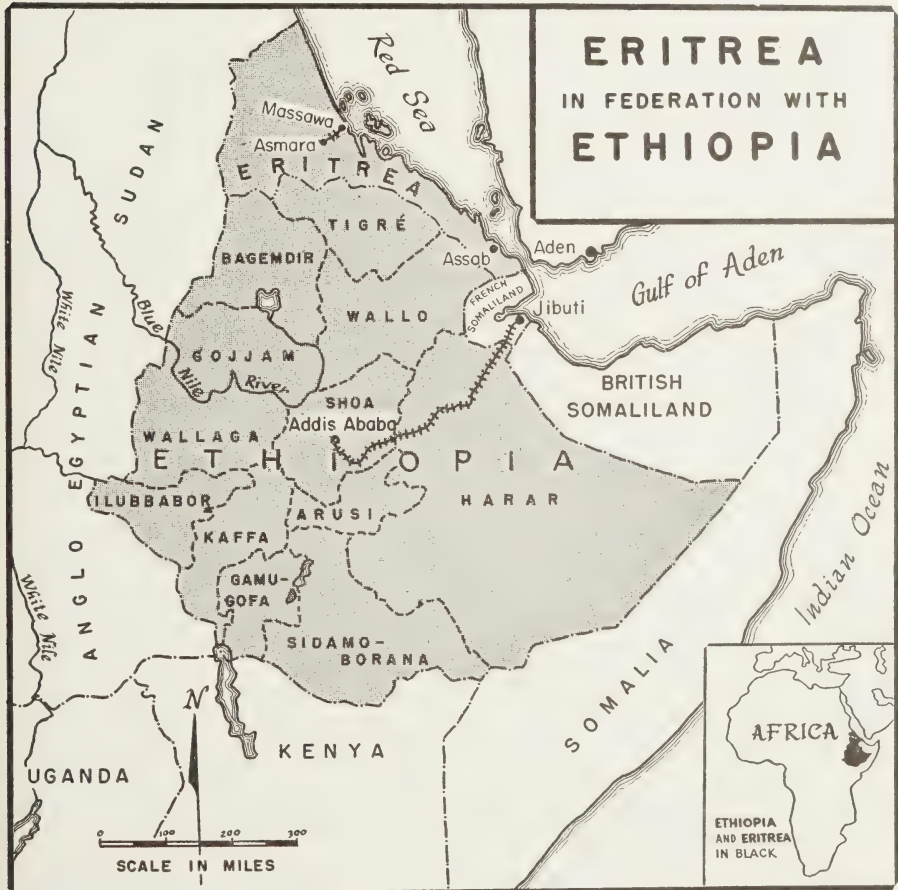 ERITREA
IN FEDERATION WITH
ETHIOPIA
Red Sea
Massawa
Asmara
ERITREA
SUDAN
TIGRÉ
BAGEMDIR
Assab
Aden
Gulf of Aden
FRENCH
SOMALILAND
Jibuti
WALLO
White Nile
Blue
Nile
River
GOJJAM
BRITISH
SOMALILAND
SHOA
Addis Ababa
WALLAGA
ETHIOPIA
ANGLO EGYPTIAN
HARAR
ILUBBABOR
ARUSI
KAFFA
Indian Ocean
GAMU-
GOFA
White Nile
SIDAMO-
BORANA
SOMALIA
N
KENYA
UGANDA
0 100 200 300
SCALE IN MILES
AFRICA
ETHIOPIA
AND ERITREA
IN BLACK